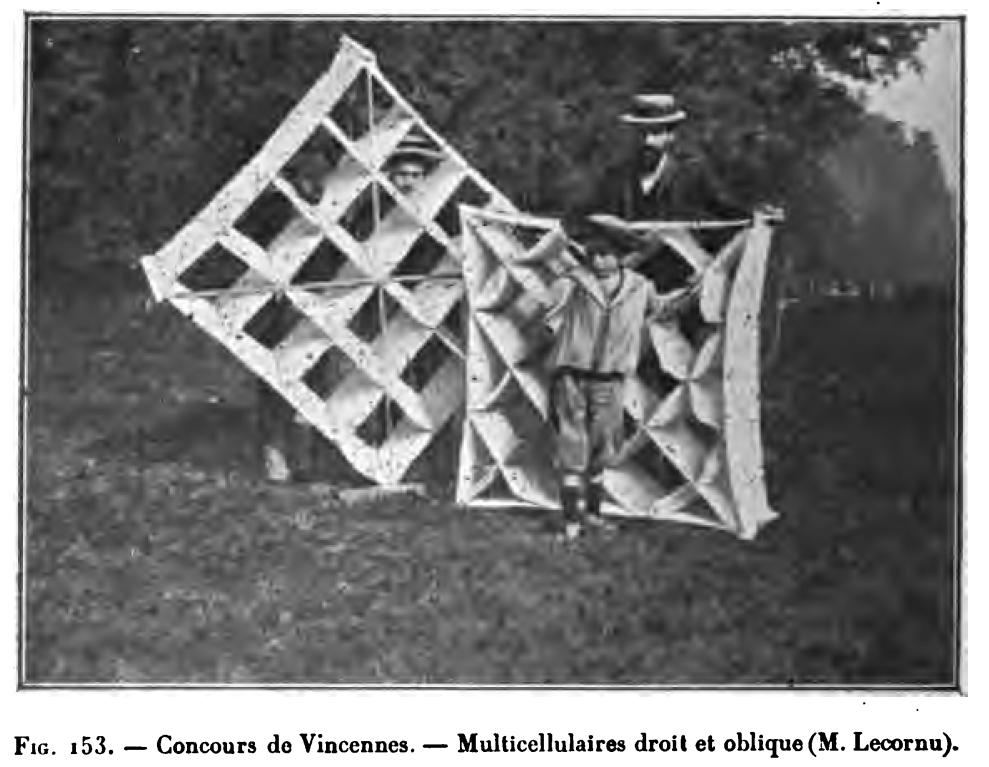 Fig. 153. — Concours de Vincennes. — Multicellulaires droit et oblique (M. Lecornu).